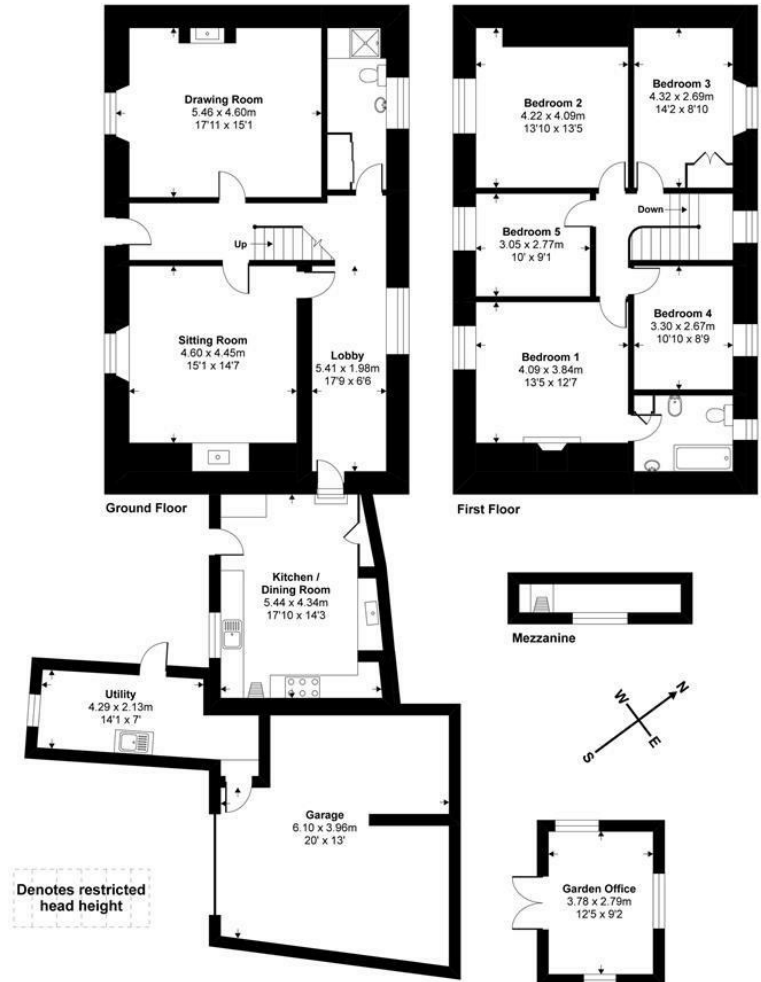 Drawing Room
5.46 x 4.60m
17'11 x 15'1
Up
Sitting Room
4.60 x 4.45m
15'1 x 14'7
Lobby
5.41 x 1.98m
17'9 x 6'6
Ground Floor
Bedroom 2
4.22 x 4.09m
13'10 x 13'5
Bedroom 3
4.32 x 2.69m
14'2 x 8'10
Down
Bedroom 5
3.05 x 2.77m
10' x 9'1
Bedroom 4
3.30 x 2.67m
10'10 x 8'9
Bedroom 1
4.09 x 3.84m
13'5 x 12'7
First Floor
Kitchen /
Dining Room
5.44 x 4.34m
17'10 x 14'3
Mezzanine
Utility
4.29 x 2.13m
14'1 x 7'
N
W
E
S
Garage
6.10 x 3.96m
20' x 13'
Garden Office
3.78 x 2.79m
12'5 x 9'2
Denotes restricted
head height